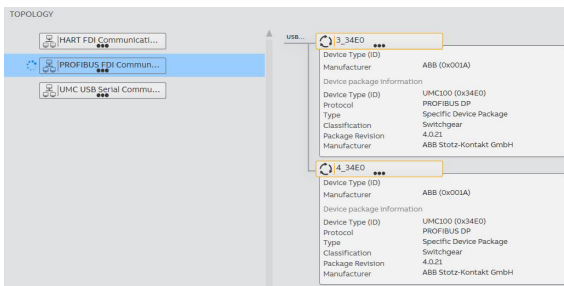 TOPOLOGY
HART FDI Communicati...
PROFIBUS FDI Commun...
UMC USB Serial Commu...
USB...
3_34E0
Device Type (ID)
Manufacturer ABB (0x001A)
Device package information
Device Type (ID) UMC100 (0x34E0)
Protocol PROFIBUS DP
Type Specific Device Package
Classification Switchgear
Package Revision 4.0.21
Manufacturer ABB Stotz-Kontakt GmbH
4_34E0
Device Type (ID)
Manufacturer ABB (0x001A)
Device package information
Device Type (ID) UMC100 (0x34E0)
Protocol PROFIBUS DP
Type Specific Device Package
Classification Switchgear
Package Revision 4.0.21
Manufacturer ABB Stotz-Kontakt GmbH